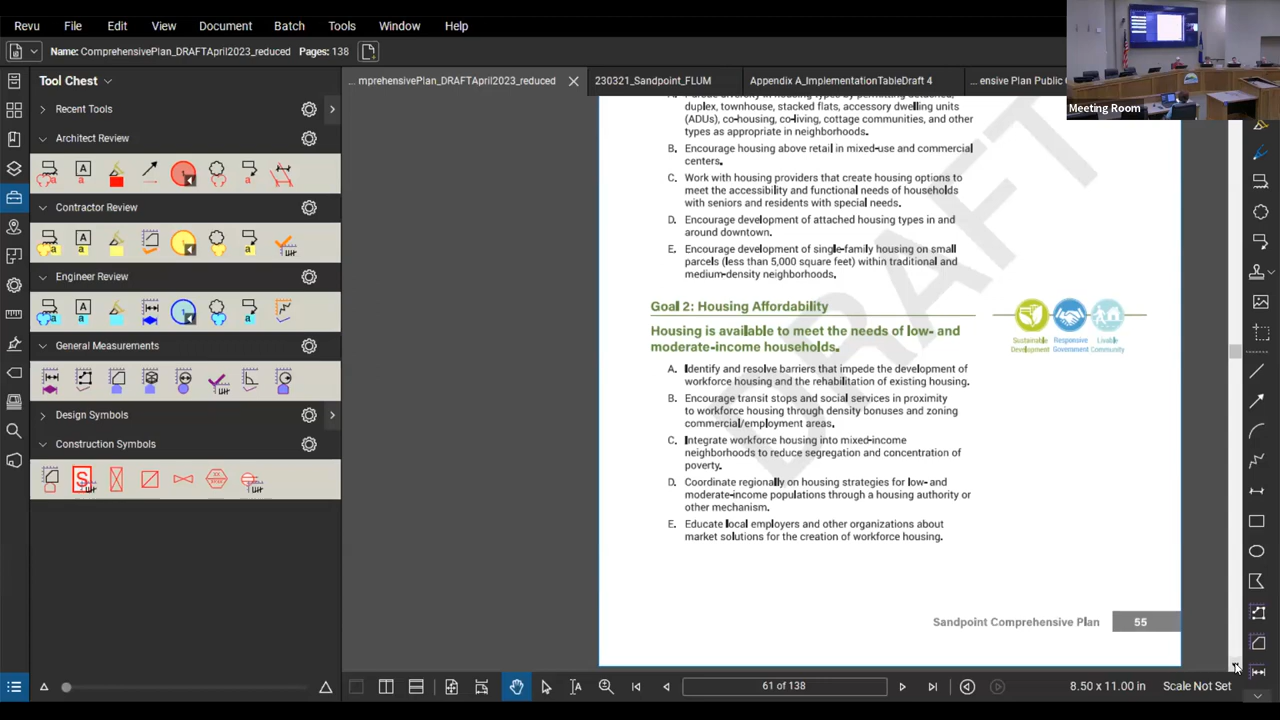 Revu File Edit View Document Batch Tools Window Help
Name: ComprehensivePlan_DRAFTApril2023_reduced Pages: 138
Meeting Room
Tool Chest
... mprehensivePlan_DRAFTApril2023_reduced
230321_Sandpoint_FLUM
Appendix A_ImplementationTableDraft 4
... ensive Plan Public
Recent Tools
Architect Review
Contractor Review
Engineer Review
General Measurements
Design Symbols
Construction Symbols
duplex, townhouse, stacked flats, accessory dwelling units
(ADUs), co-housing, co-living, cottage communities, and other
types as appropriate in neighborhoods.
B. Encourage housing above retail in mixed-use and commercial
centers.
C. Work with housing providers that create housing options to
meet the accessibility and functional needs of households
with seniors and residents with special needs.
D. Encourage development of attached housing types in and
around downtown.
E. Encourage development of single-family housing on small
parcels (less than 5,000 square feet) within traditional and
medium-density neighborhoods.
Goal 2: Housing Affordability
Housing is available to meet the needs of low- and
moderate-income households.
Sustainable Development
Responsive Government
Livable Community
A. Identify and resolve barriers that impede the development of
workforce housing and the rehabilitation of existing housing.
B. Encourage transit stops and social services in proximity
to workforce housing through density bonuses and zoning
commercial/employment areas.
C. Integrate workforce housing into mixed-income
neighborhoods to reduce segregation and concentration of
poverty.
D. Coordinate regionally on housing strategies for low- and
moderate-income populations through a housing authority or
other mechanism.
E. Educate local employers and other organizations about
market solutions for the creation of workforce housing.
DRAFT
Sandpoint Comprehensive Plan 55
61 of 138
8.50 x 11.00 in Scale Not Set